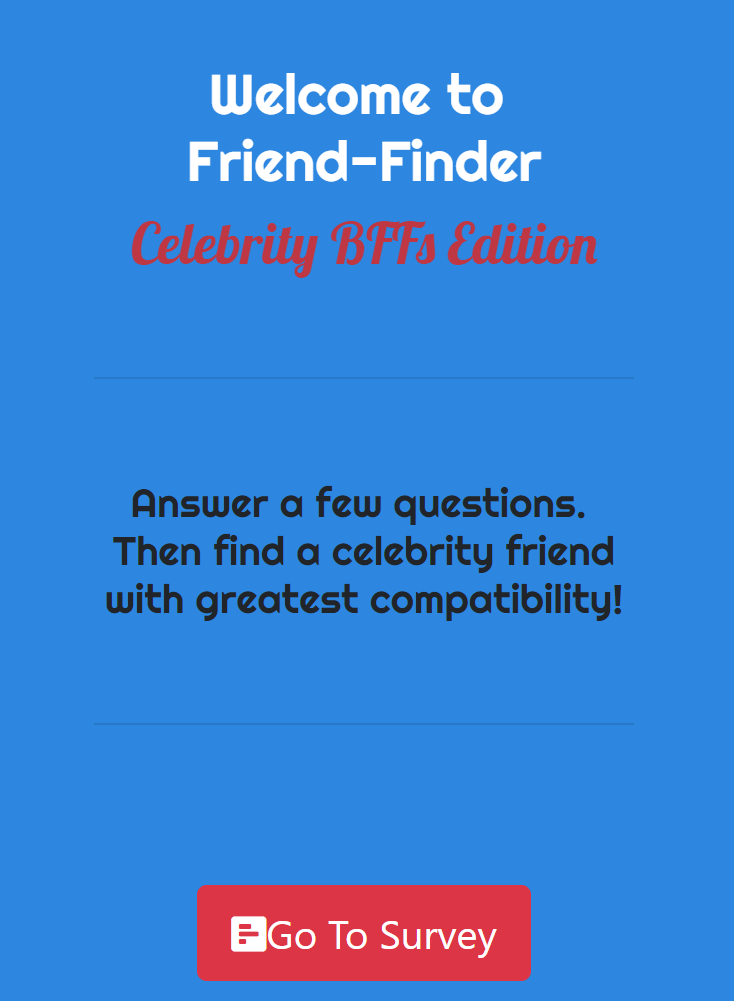 Welcome to
Friend-Finder
Celebrity BFFs Edition
Answer a few questions.
Then find a celebrity friend
with greatest compatibility!
Go To Survey